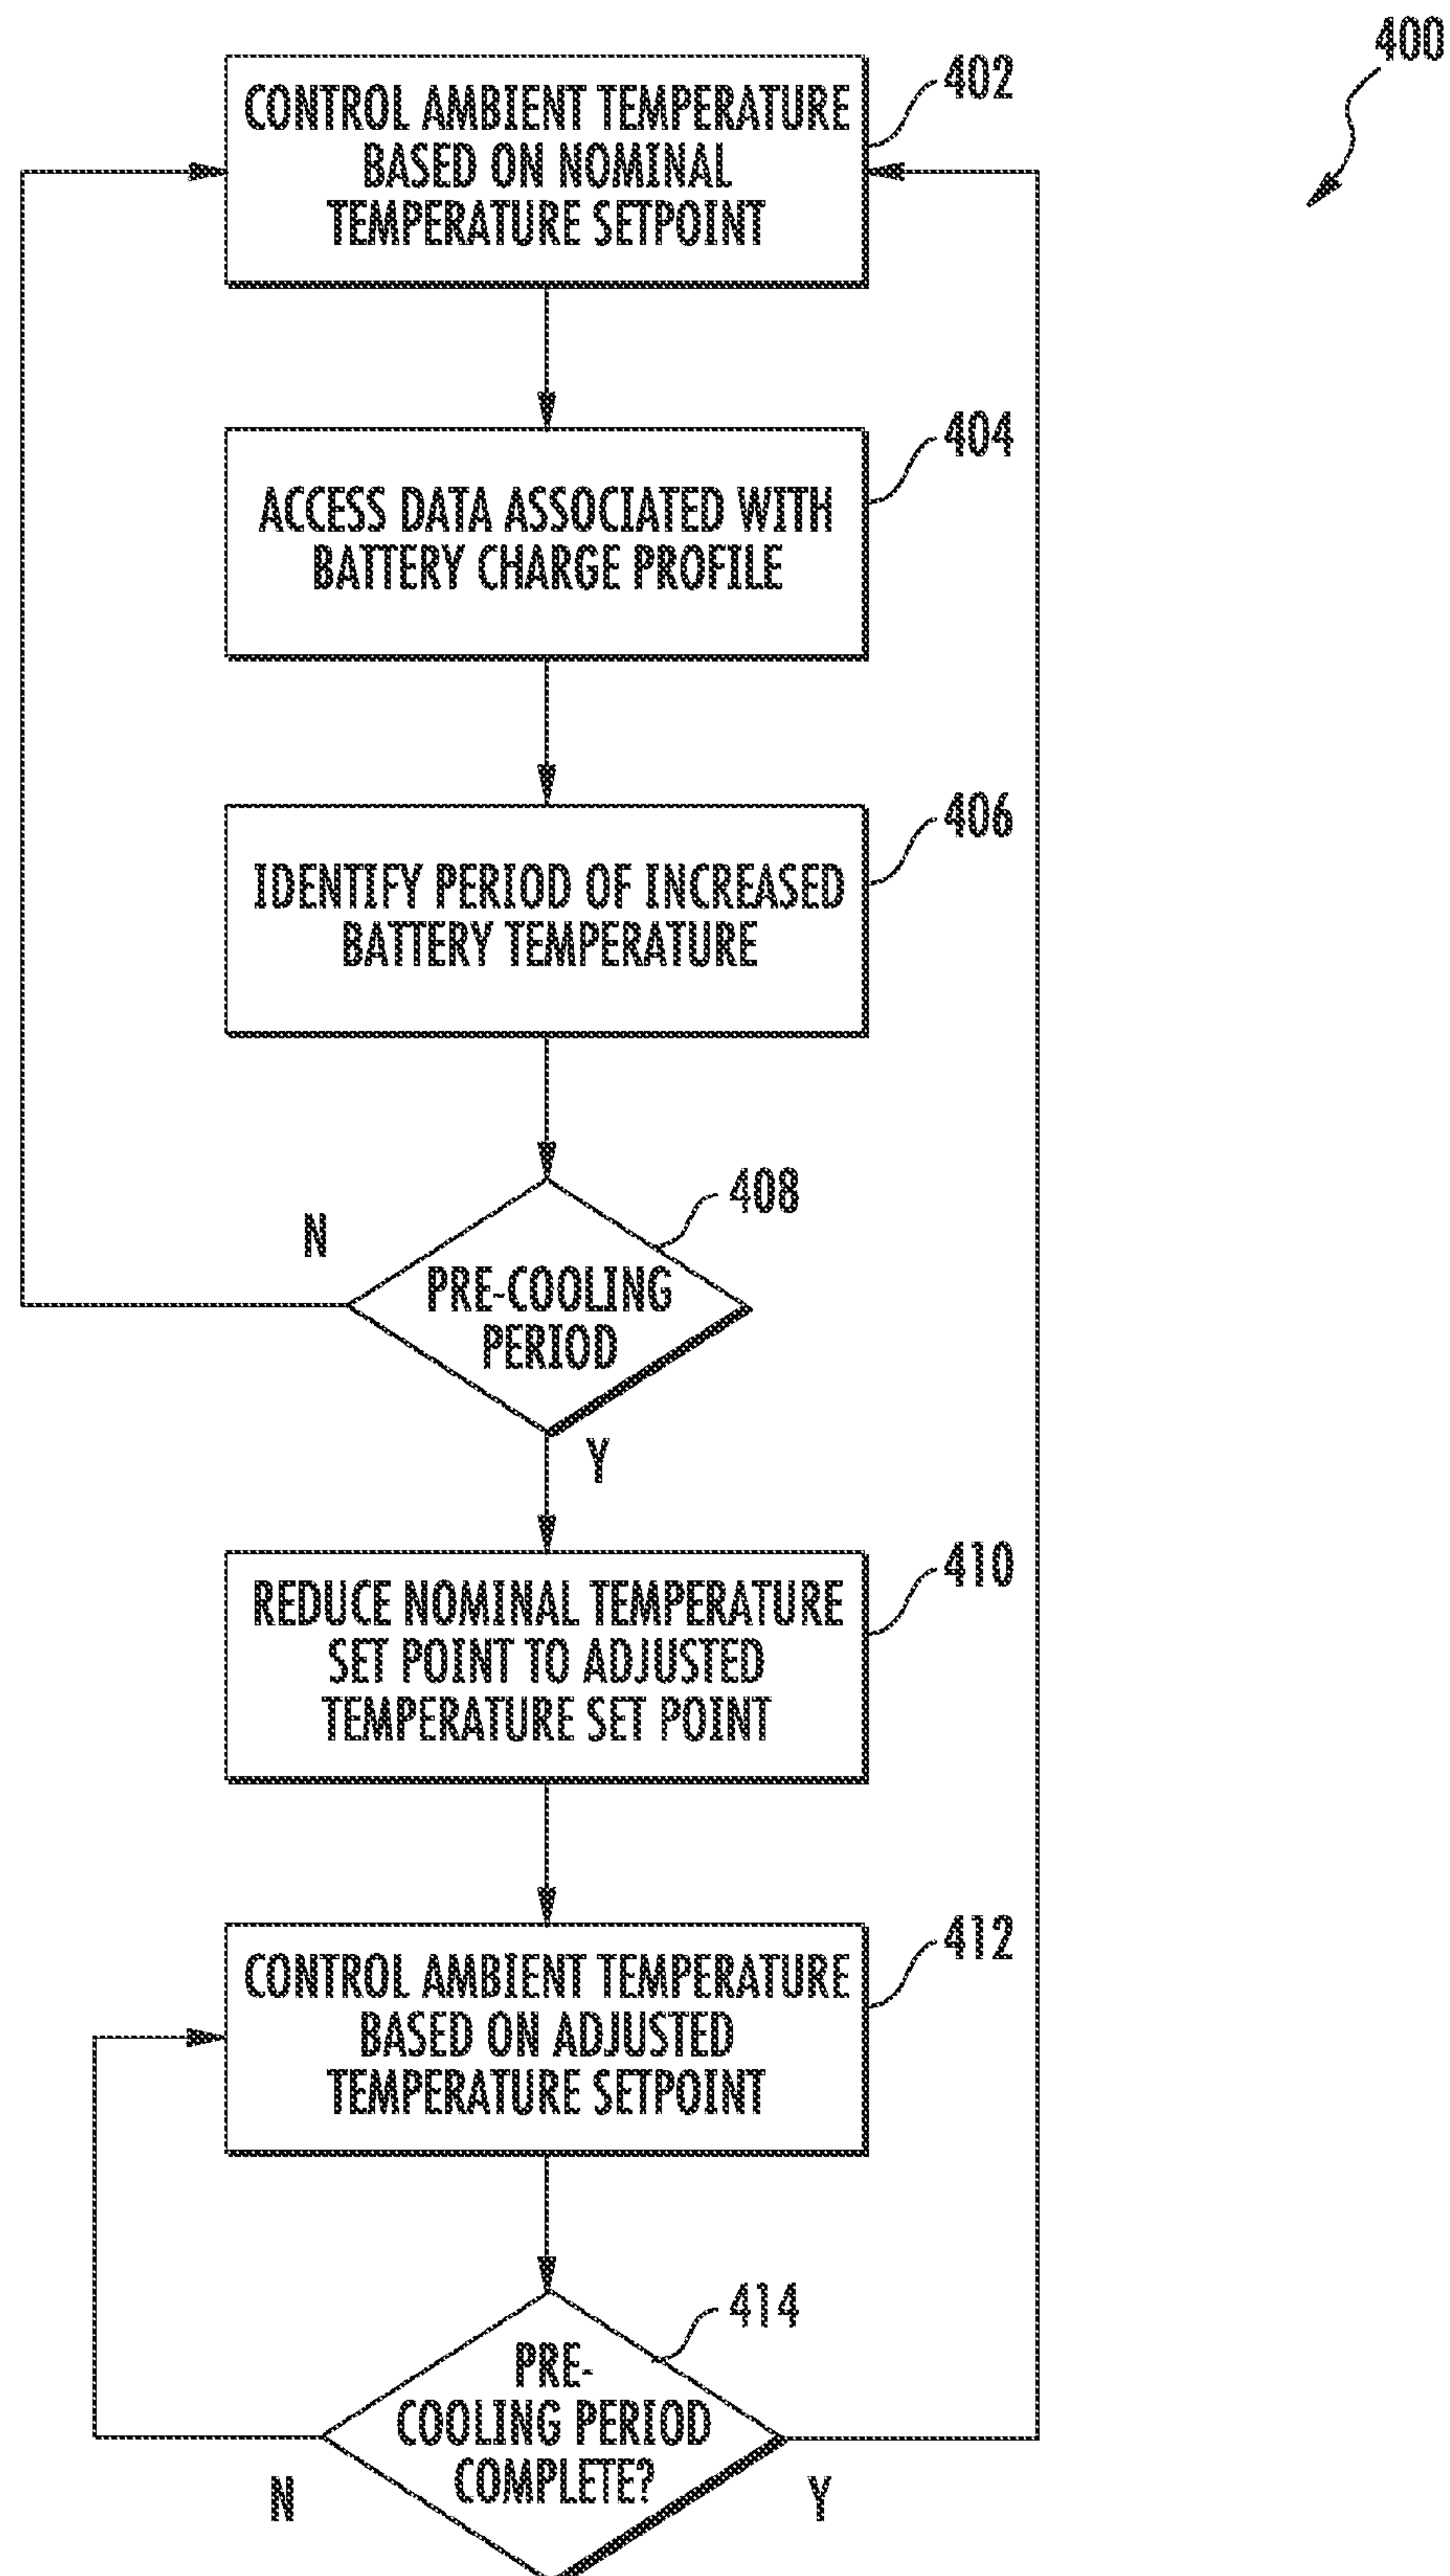 400
CONTROL AMBIENT TEMPERATURE
BASED ON NOMINAL
TEMPERATURE SETPOINT
402
ACCESS DATA ASSOCIATED WITH
BATTERY CHARGE PROFILE
404
IDENTIFY PERIOD OF INCREASED
BATTERY TEMPERATURE
406
408
N
PRE-COOLING
PERIOD
Y
REDUCE NOMINAL TEMPERATURE
SET POINT TO ADJUSTED
TEMPERATURE SET POINT
410
CONTROL AMBIENT TEMPERATURE
BASED ON ADJUSTED
TEMPERATURE SETPOINT
412
414
PRE-
COOLING PERIOD
COMPLETE?
N
Y